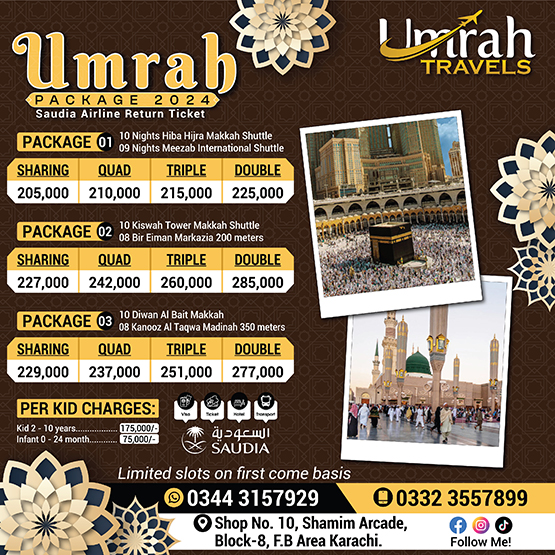 Umrah
PACKAGE 2024
Saudia Airline Return Ticket
Umrah
TRAVELS
PACKAGE 01
10 Nights Hiba Hijra Makkah Shuttle
09 Nights Meezab International Shuttle
SHARING QUAD TRIPLE DOUBLE
205,000 210,000 215,000 225,000
PACKAGE 02
10 Kiswah Tower Makkah Shuttle
08 Bir Eiman Markazia 200 meters
SHARING QUAD TRIPLE DOUBLE
227,000 242,000 260,000 285,000
PACKAGE 03
10 Diwan Al Bait Makkah
08 Kanooz Al Taqwa Madinah 350 meters
SHARING QUAD TRIPLE DOUBLE
229,000 237,000 251,000 277,000
PER KID CHARGES:
Kid 2 - 10 years................ 175,000/-
Infant 0 - 24 month........... 75,000/-
Visa Ticket Hotel Transport
السعودية
SAUDIA
Limited slots on first come basis
0344 3157929
0332 3557899
Shop No. 10, Shamim Arcade,
Block-8, F.B Area Karachi.
Follow Me!